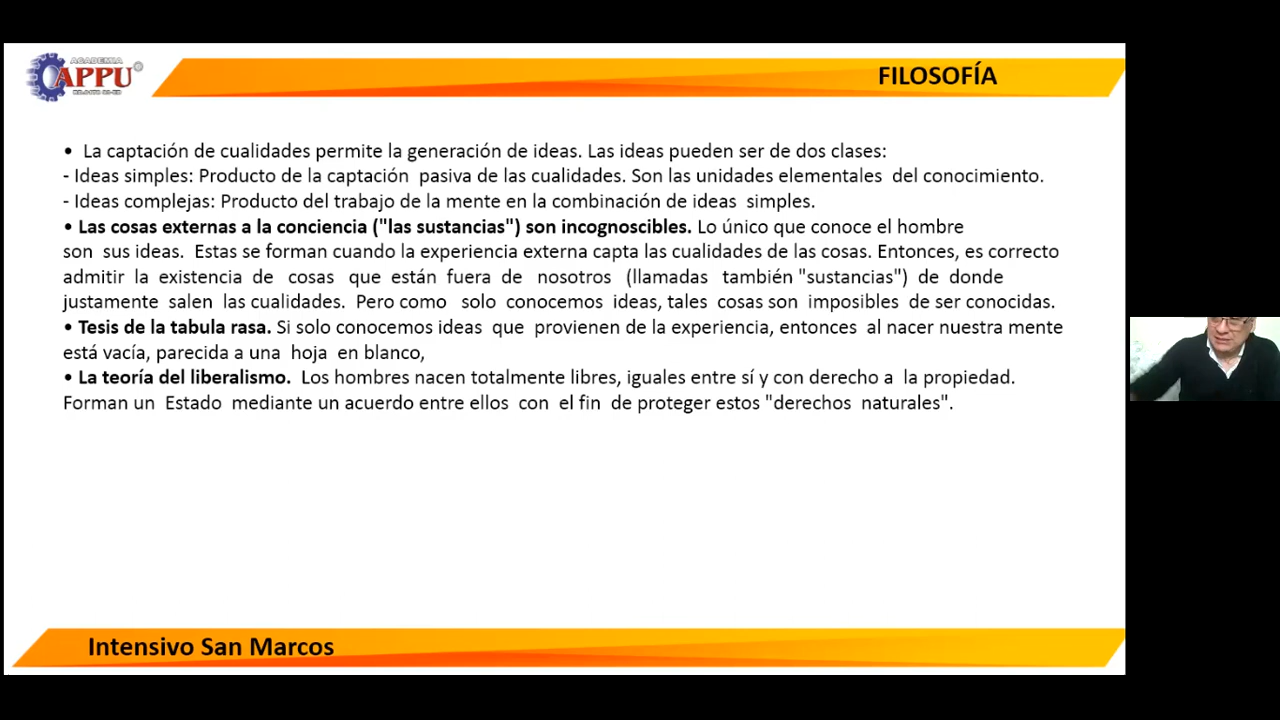 ACADEMIA
APPU
FILOSOFÍA
• La captación de cualidades permite la generación de ideas. Las ideas pueden ser de dos clases:
- Ideas simples: Producto de la captación pasiva de las cualidades. Son las unidades elementales del conocimiento.
- Ideas complejas: Producto del trabajo de la mente en la combinación de ideas simples.
• Las cosas externas a la conciencia ("las sustancias") son incognoscibles. Lo único que conoce el hombre
son sus ideas. Estas se forman cuando la experiencia externa capta las cualidades de las cosas. Entonces, es correcto
admitir la existencia de cosas que están fuera de nosotros (llamadas también "sustancias") de donde
justamente salen las cualidades. Pero como solo conocemos ideas, tales cosas son imposibles de ser conocidas.
• Tesis de la tabula rasa. Si solo conocemos ideas que provienen de la experiencia, entonces al nacer nuestra mente
está vacía, parecida a una hoja en blanco,
• La teoría del liberalismo. Los hombres nacen totalmente libres, iguales entre sí y con derecho a la propiedad.
Forman un Estado mediante un acuerdo entre ellos con el fin de proteger estos "derechos naturales".
Intensivo San Marcos